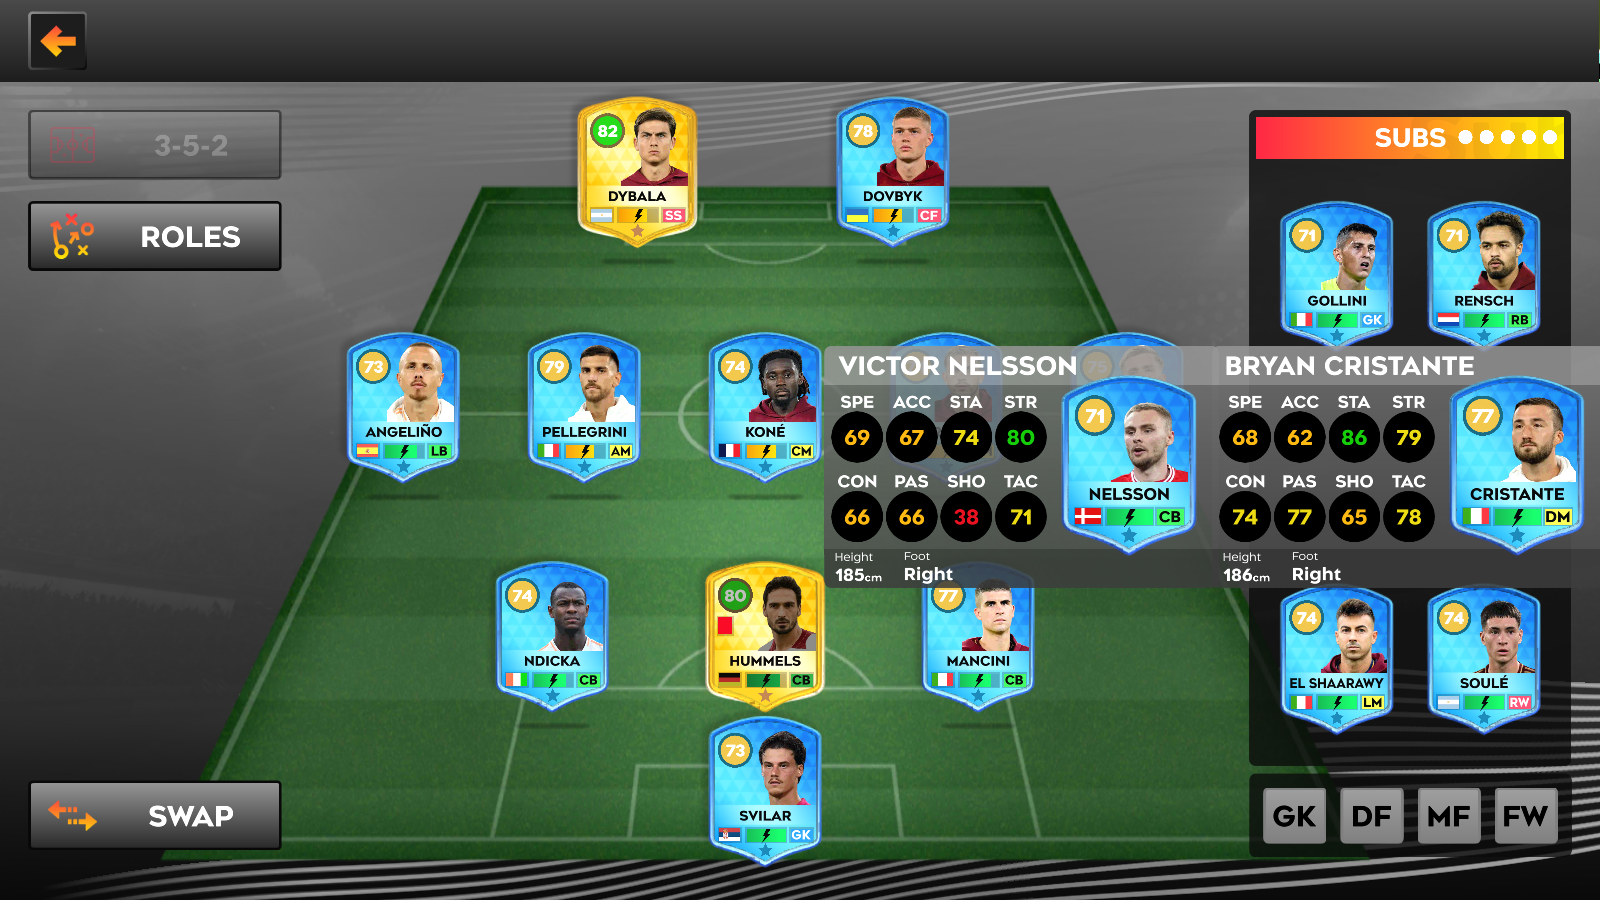 3-5-2
ROLES
SWAP
82
DYBALA
SS
78
DOVBYK
CF
SUBS
71
GOLLINI
GK
71
RENSCH
RB
73
ANGELIÑO
LB
79
PELLEGRINI
AM
74
KONÉ
CM
75
VICTOR NELSSON
SPE ACC STA STR
69 67 74 80
CON PAS SHO TAC
66 66 38 71
Height Foot
185cm Right
71
NELSSON
CB
BRYAN CRISTANTE
SPE ACC STA STR
68 62 86 79
CON PAS SHO TAC
74 77 65 78
Height Foot
186cm Right
77
CRISTANTE
DM
74
NDICKA
CB
80
HUMMELS
CB
77
MANCINI
CB
74
EL SHAARAWY
LM
74
SOULÉ
RW
73
SVILAR
GK
GK DF MF FW